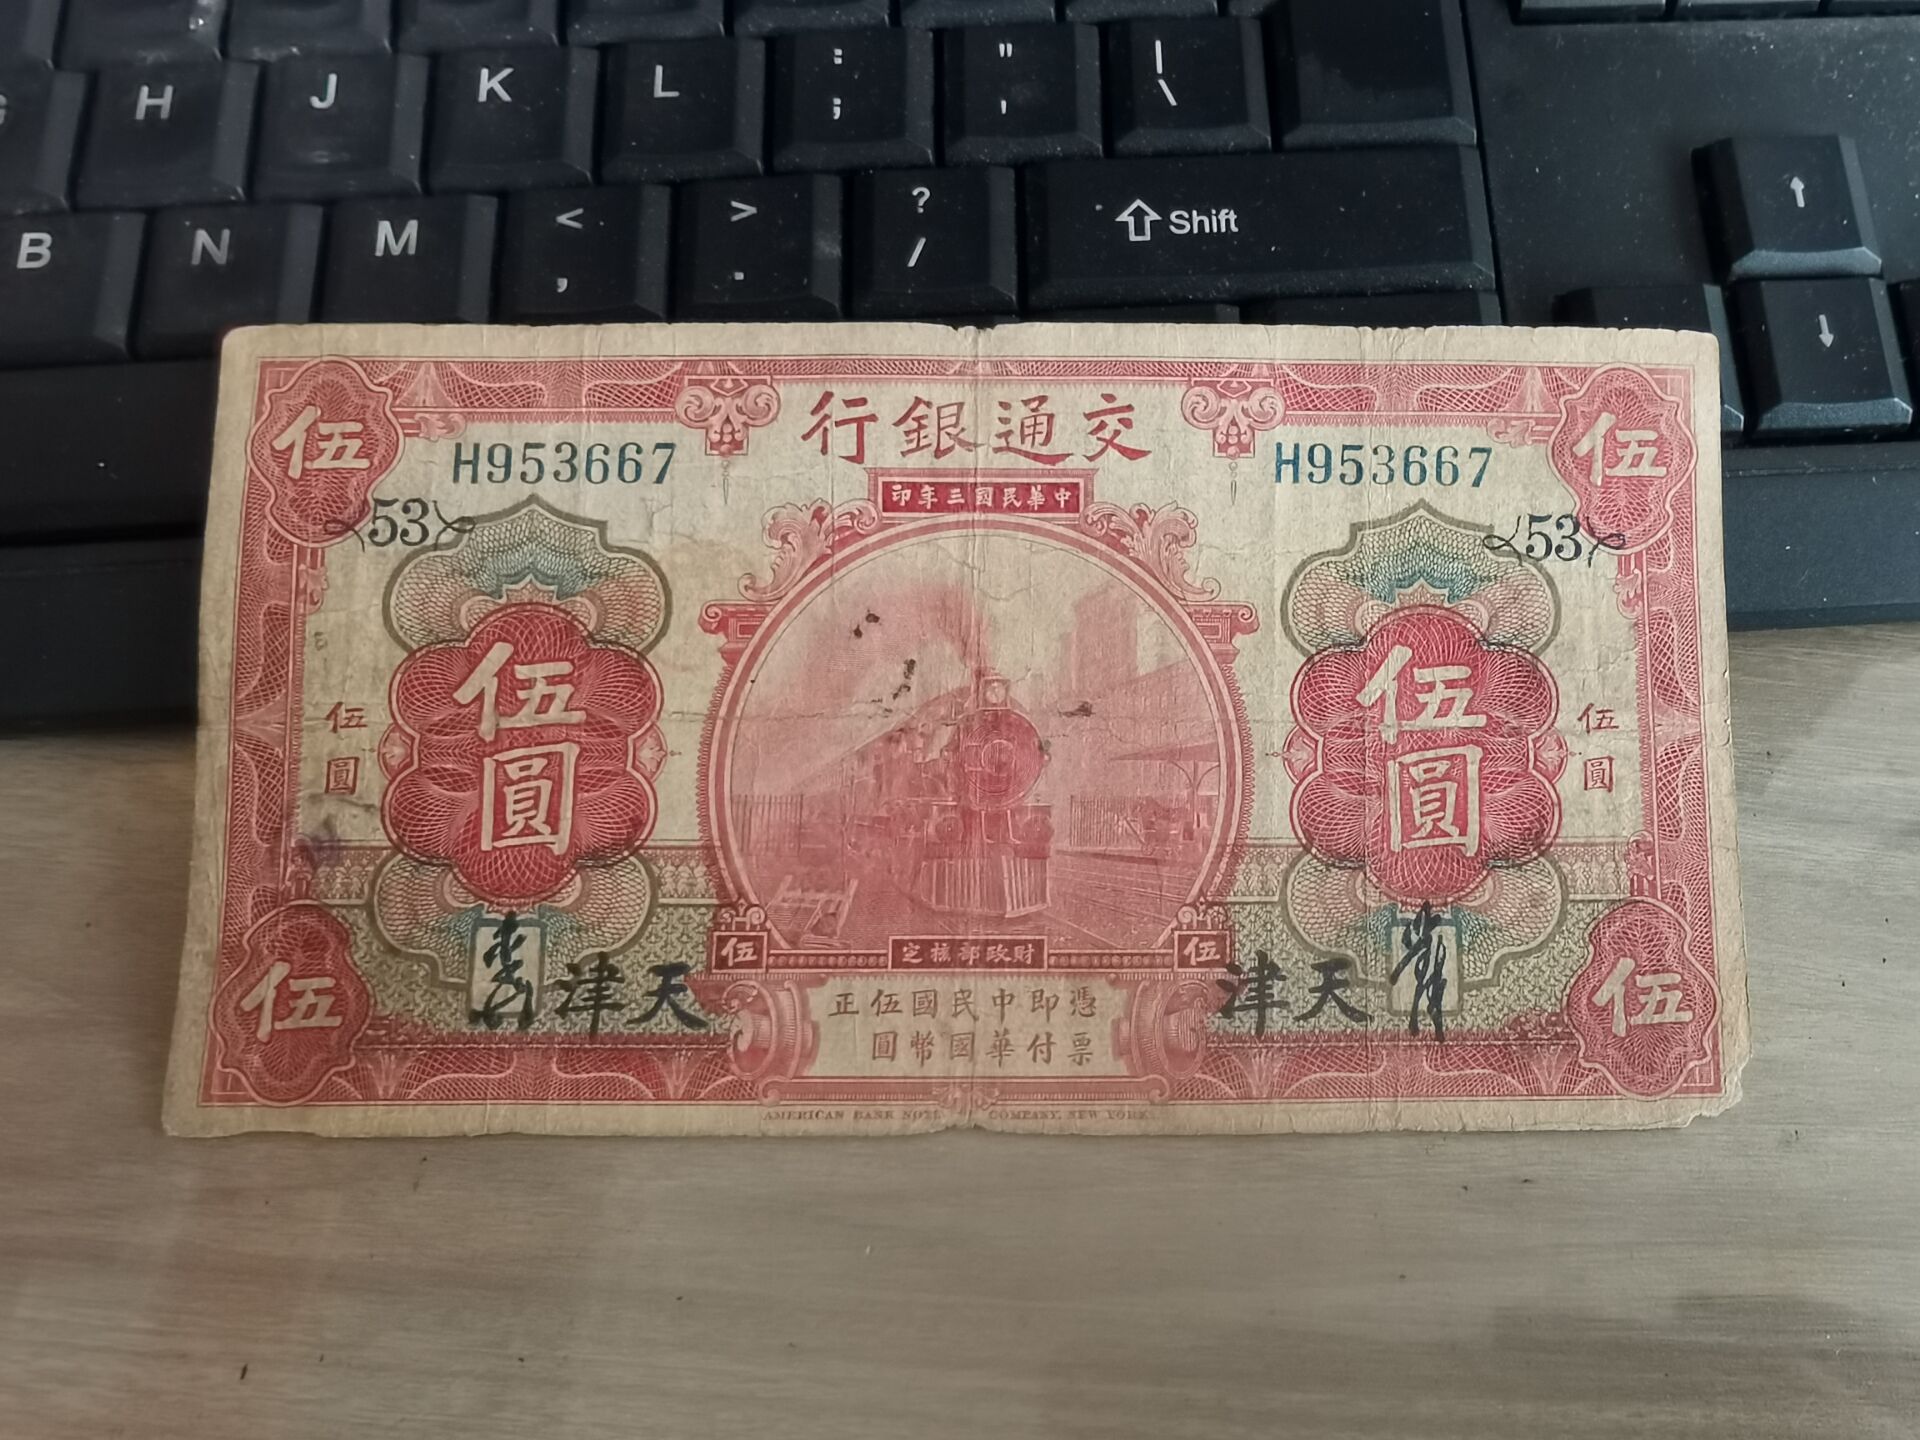 H J K L : ; " ' | \
B N M < , > . ? / ⇧ Shift ↑
↓
伍 交通銀行 伍
H953667 H953667
中華民國三年印
53 53
伍圓 伍圓 伍圓 伍圓
伍 財政部核定 伍
天津 天津
伍 伍
憑票即付中華民國國幣伍圓正
AMERICAN BANK NOTE COMPANY, NEW YORK.